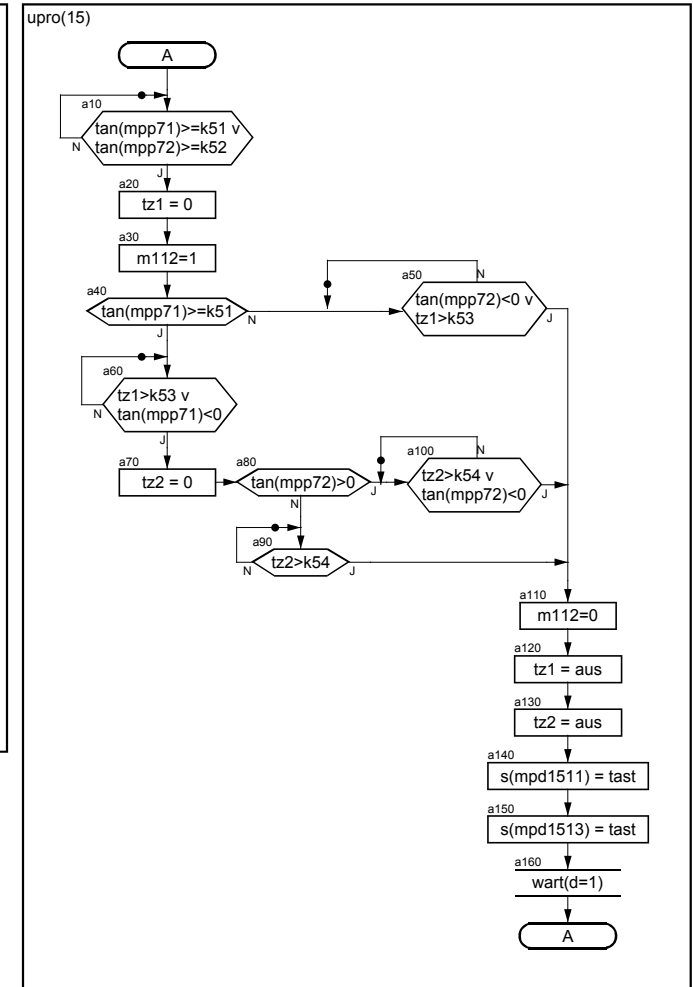 upro(15)
A
a10
tan(mpp71)>=k51 v
tan(mpp72)>=k52
N
J
a20
tz1 = 0
a30
m112=1
a40
tan(mpp71)>=k51
N
J
a50
N
tan(mpp72)<0 v
tz1>k53
J
a60
tz1>k53 v
tan(mpp71)<0
N
J
a70
tz2 = 0
a80
tan(mpp72)>0
J
N
a100
N
tz2>k54 v
tan(mpp72)<0
J
a90
tz2>k54
N
J
a110
m112=0
a120
tz1 = aus
a130
tz2 = aus
a140
s(mpd1511) = tast
a150
s(mpd1513) = tast
a160
wart(d=1)
A